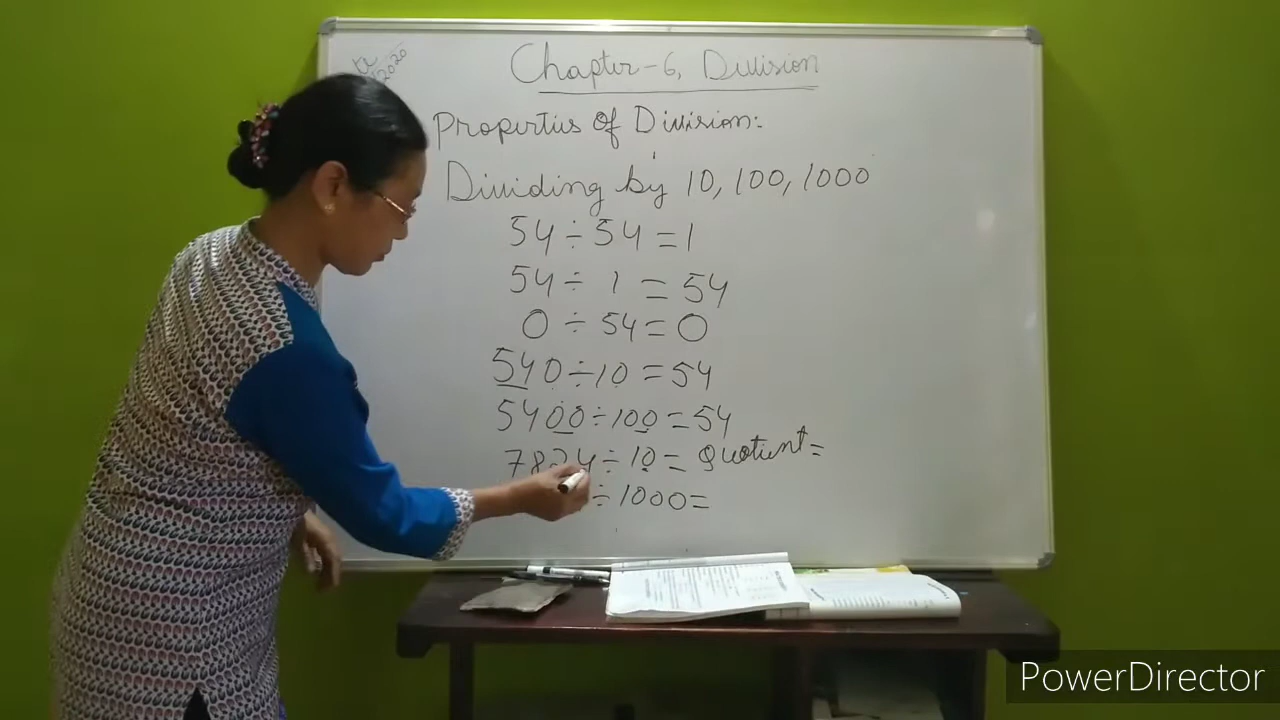 2020
Chapter-6, Division
Properties Of Division:
Dividing by 10, 100, 1000
54 ÷ 54 = 1
54 ÷ 1 = 54
0 ÷ 54 = 0
540 ÷ 10 = 54
5400 ÷ 100 = 54
7824 ÷ 10 = Quotient =
÷ 1000 =
PowerDirector